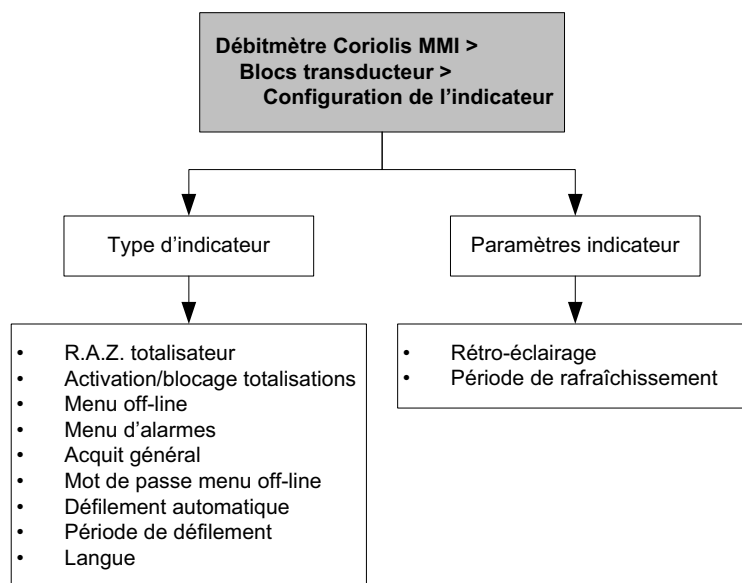 Débitmètre Coriolis MMI >
Blocs transducteur >
Configuration de l'indicateur
Type d'indicateur
Paramètres indicateur
• R.A.Z. totalisateur
• Activation/blocage totalisations
• Menu off-line
• Menu d'alarmes
• Acquit général
• Mot de passe menu off-line
• Défilement automatique
• Période de défilement
• Langue
• Rétro-éclairage
• Période de rafraîchissement